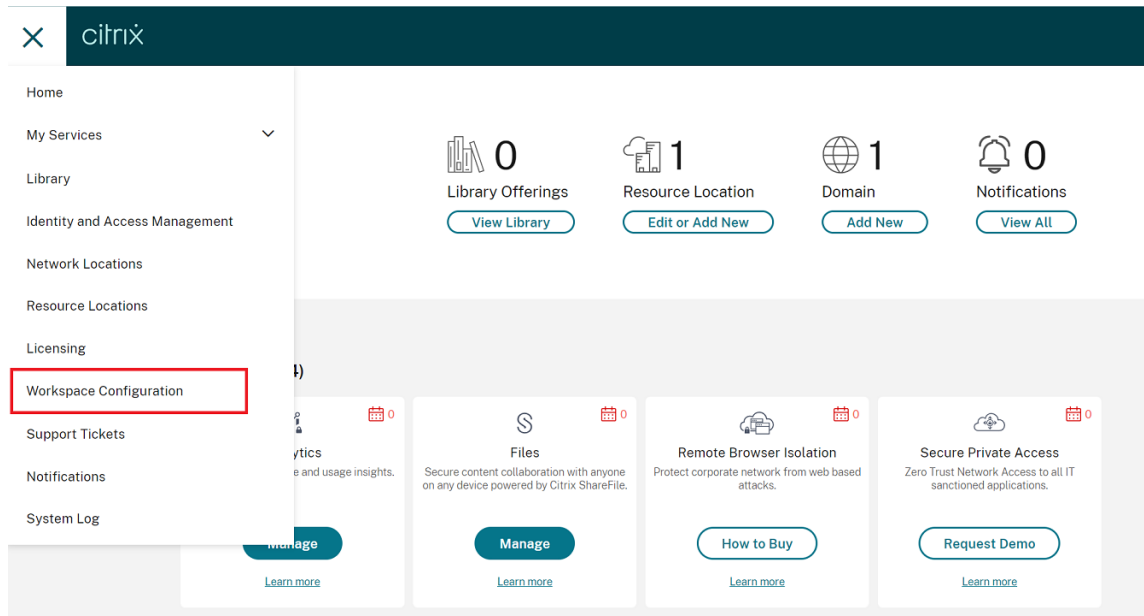 citrix
Home
My Services
Library
Identity and Access Management
Network Locations
Resource Locations
Licensing
Workspace Configuration
Support Tickets
Notifications
System Log
0
Library Offerings
View Library
1
Resource Location
Edit or Add New
1
Domain
Add New
0
Notifications
View All
4)
0
ytics
e and usage insights.
Manage
Learn more
0
Files
Secure content collaboration with anyone
on any device powered by Citrix ShareFile.
Manage
Learn more
0
Remote Browser Isolation
Protect corporate network from web based
attacks.
How to Buy
Learn more
0
Secure Private Access
Zero Trust Network Access to all IT
sanctioned applications.
Request Demo
Learn more